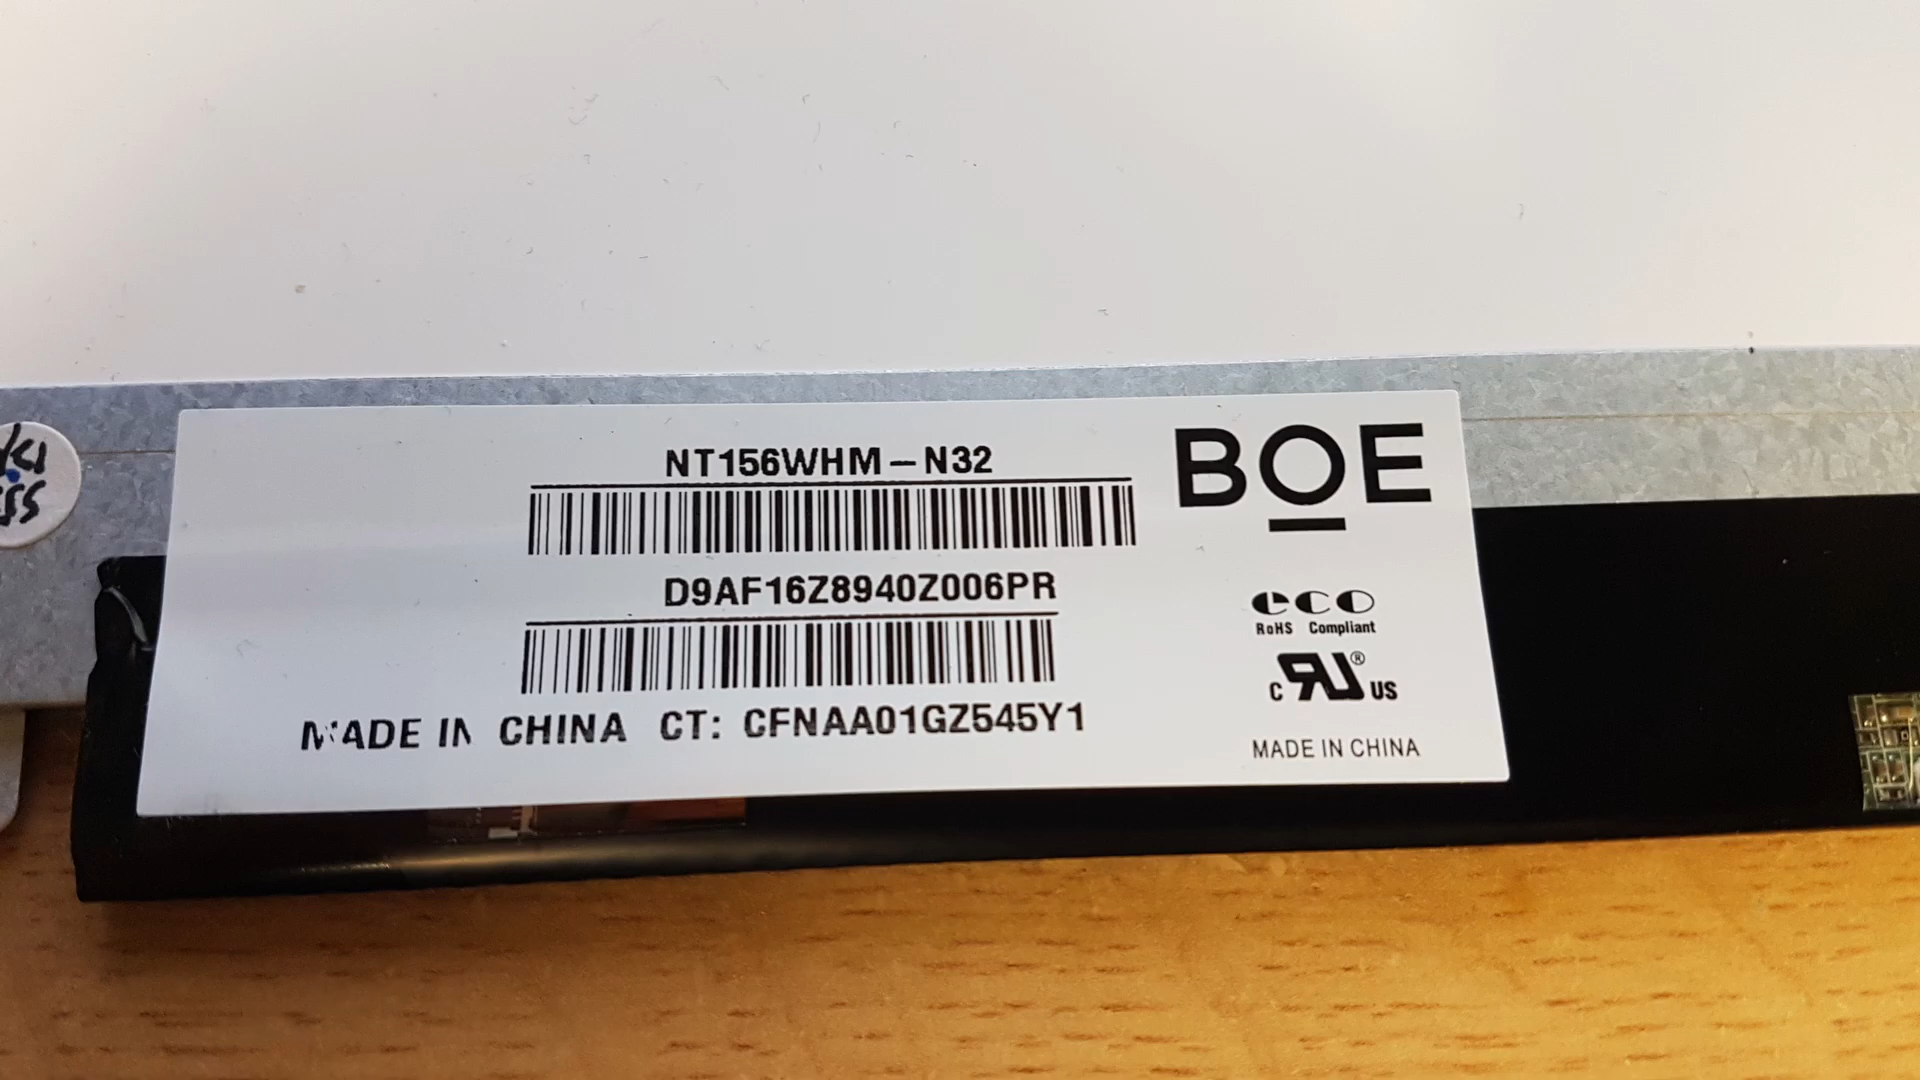 NT156WHM-N32
BOE
D9AF16Z8940Z006PR
eco
RoHS Compliant
c RU® US
MADE IN CHINA CT: CFNAA01GZ545Y1
MADE IN CHINA